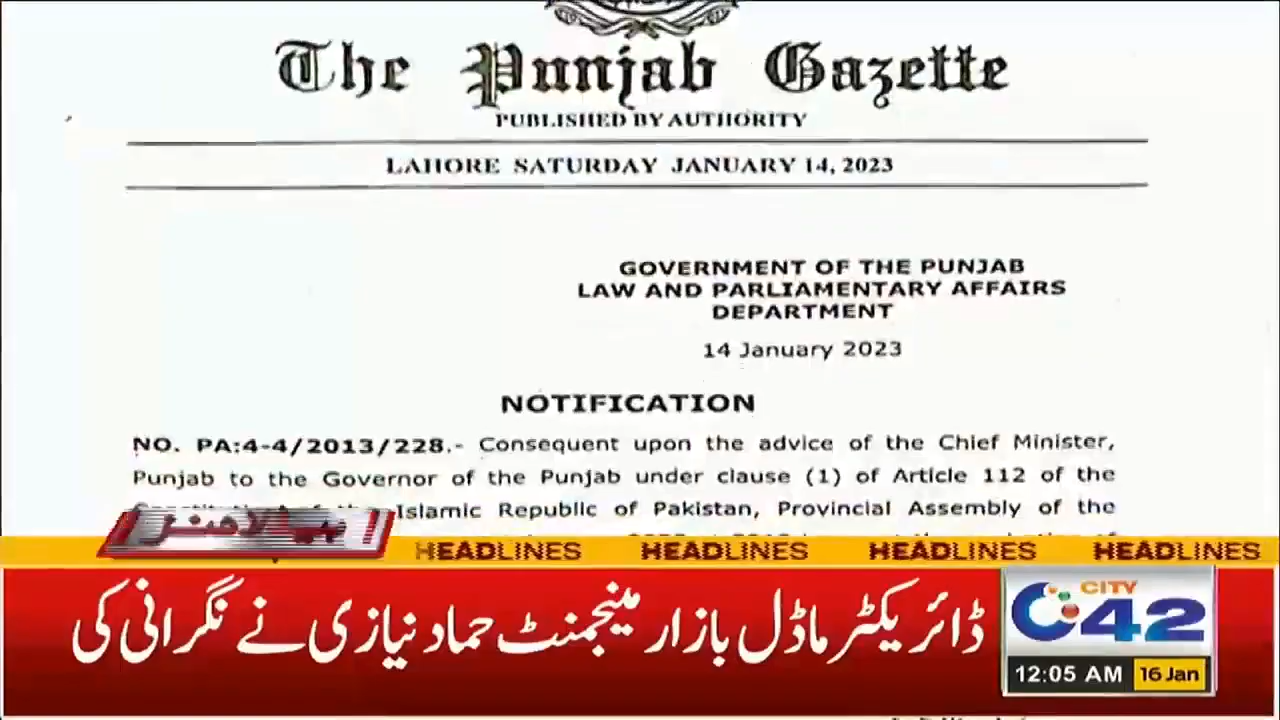 The Punjab Gazette
PUBLISHED BY AUTHORITY
LAHORE SATURDAY JANUARY 14, 2023
GOVERNMENT OF THE PUNJAB
LAW AND PARLIAMENTARY AFFAIRS
DEPARTMENT
14 January 2023
NOTIFICATION
NO. PA:4-4/2013/228.- Consequent upon the advice of the Chief Minister,
Punjab to the Governor of the Punjab under clause (1) of Article 112 of the
Islamic Republic of Pakistan, Provincial Assembly of the
ہیڈ لائنز
HEADLINES HEADLINES HEADLINES HEADLINES
ڈائریکٹر ماڈل بازار مینجمنٹ حماد نیازی نے نگرانی کی
CITY
42
12:05 AM 16 Jan